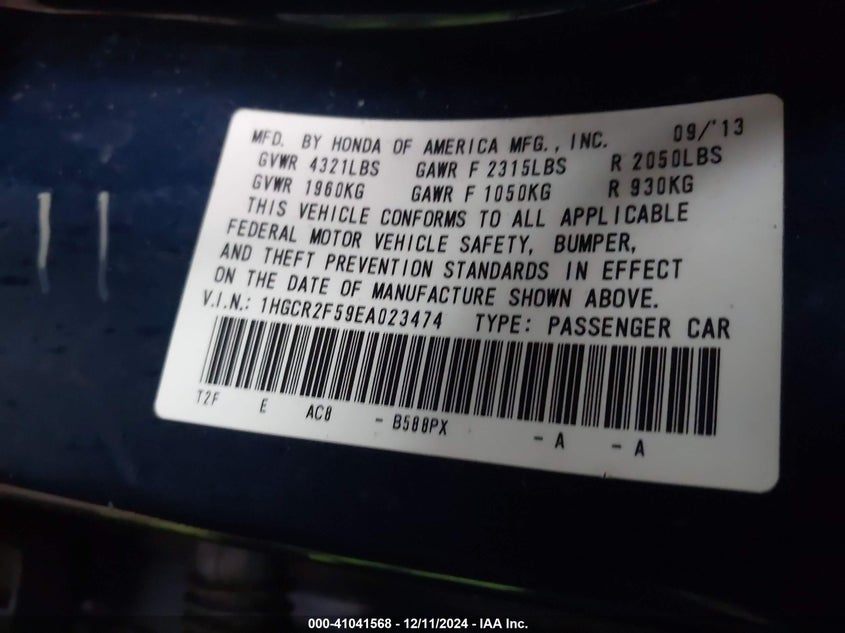 MFD. BY HONDA OF AMERICA MFG., INC. 09/'13
GVWR 4321LBS GAWR F 2315LBS R 2050LBS
GVWR 1960KG GAWR F 1050KG R 930KG
THIS VEHICLE CONFORMS TO ALL APPLICABLE
FEDERAL MOTOR VEHICLE SAFETY, BUMPER,
AND THEFT PREVENTION STANDARDS IN EFFECT
ON THE DATE OF MANUFACTURE SHOWN ABOVE.
V.I.N.: 1HGCR2F59EA023474 TYPE: PASSENGER CAR
T2F E AC8 - B588PX - A - A
000-41041568 - 12/11/2024 - IAA Inc.